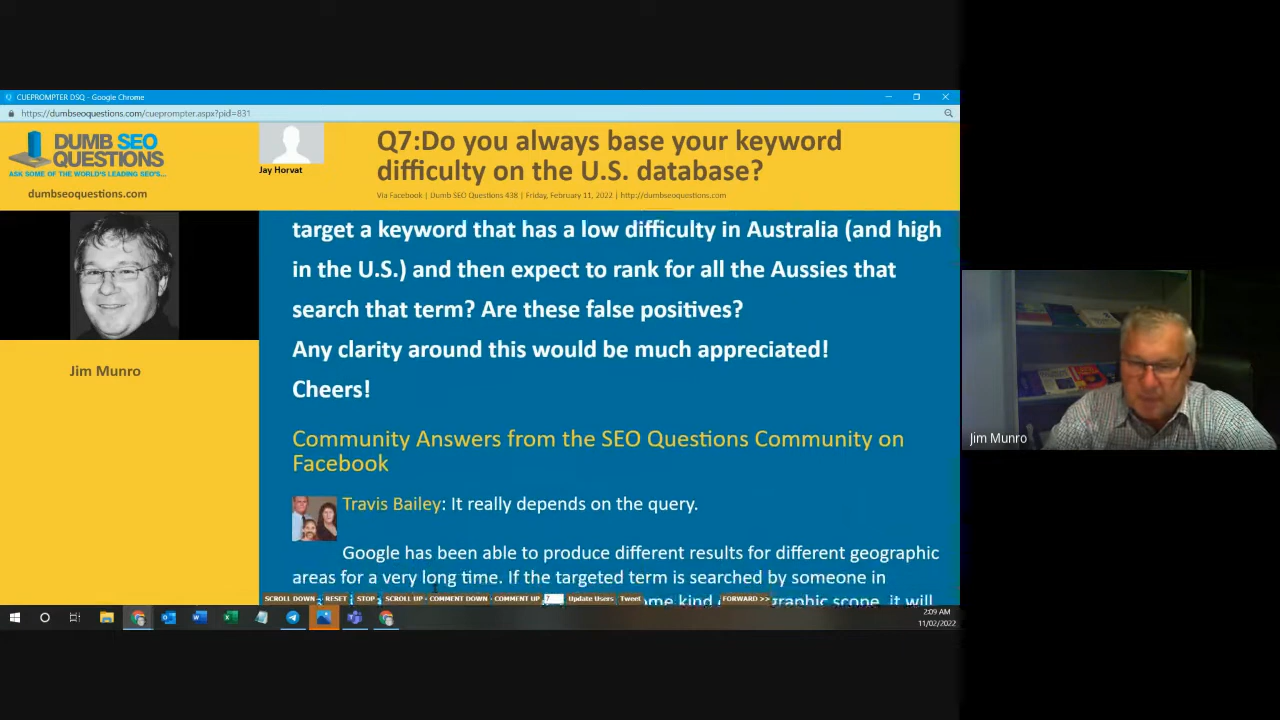 CUEPROMPTER DSQ - Google Chrome
https://dumbseoquestions.com/cueprompter.aspx?pid=831
DUMB SEO
QUESTIONS
ASK SOME OF THE WORLD'S LEADING SEO'S...
dumbseoquestions.com
Jay Horvat
Q7:Do you always base your keyword
difficulty on the U.S. database?
Via Facebook | Dumb SEO Questions 438 | Friday, February 11, 2022 | http://dumbseoquestions.com
Jim Munro
target a keyword that has a low difficulty in Australia (and high
in the U.S.) and then expect to rank for all the Aussies that
search that term? Are these false positives?
Any clarity around this would be much appreciated!
Cheers!
Community Answers from the SEO Questions Community on
Facebook
Travis Bailey: It really depends on the query.
Google has been able to produce different results for different geographic
areas for a very long time. If the targeted term is searched by someone in
graphic scope, it will
SCROLL DOWN - RESET STOP SCROLL UP - COMMENT DOWN - COMMENT UP 7 Update Users Tweet FORWARD >>
2:09 AM
11/02/2022
Jim Munro